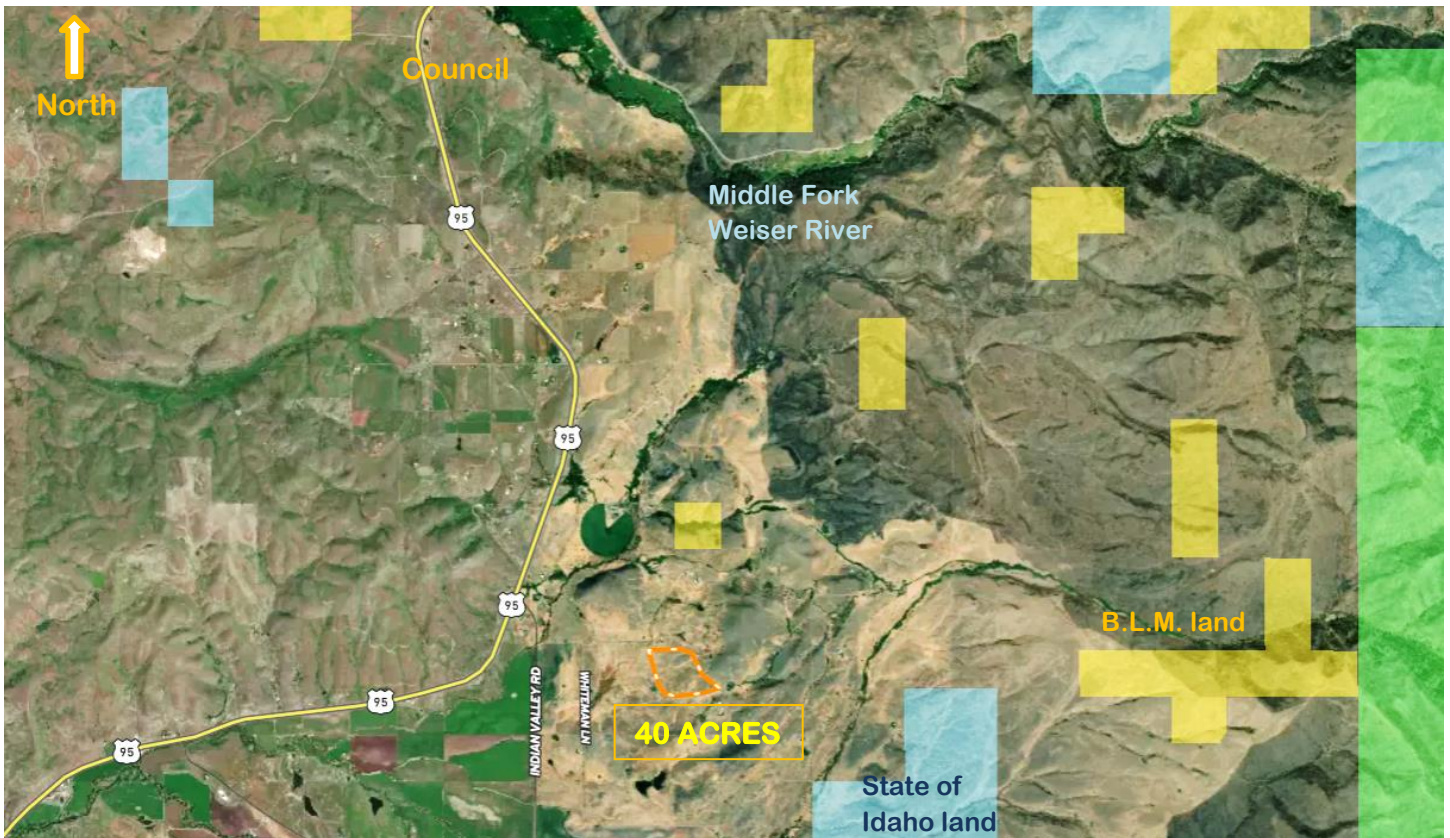 North
Council
95
Middle Fork
Weiser River
95
95
B.L.M. land
INDIAN VALLEY RD
WHITEMAN LN
95
40 ACRES
95
State of
Idaho land